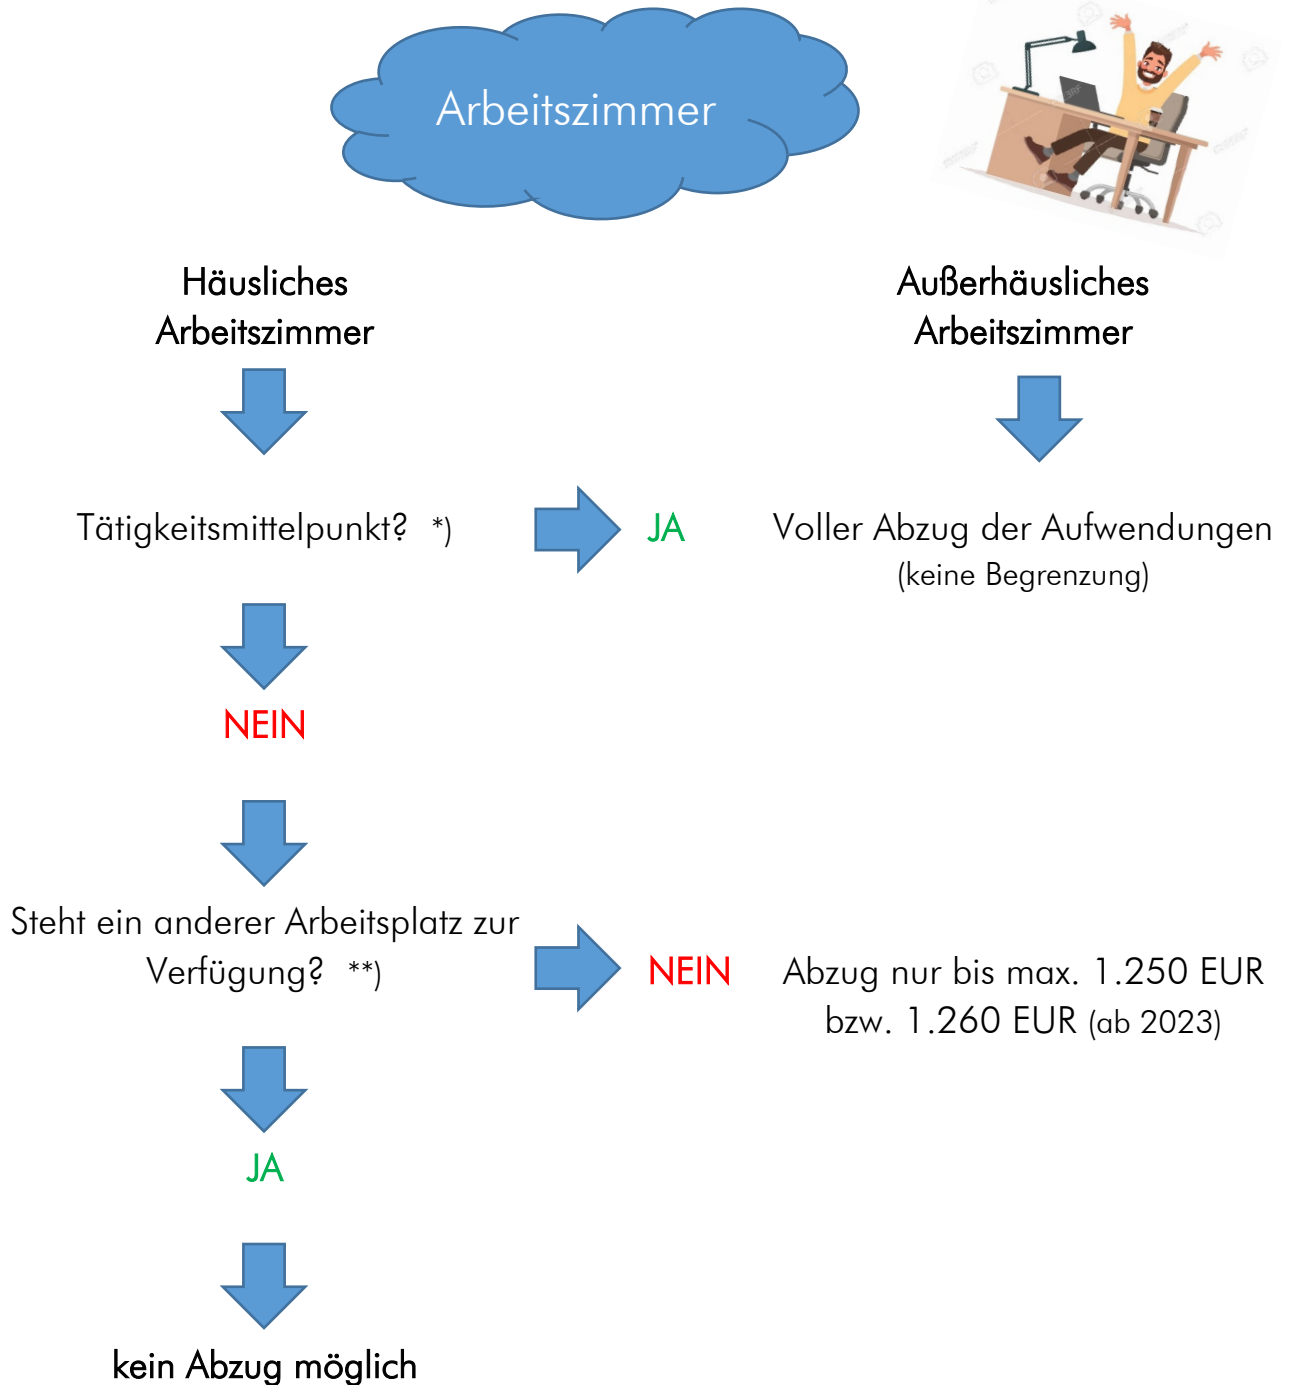 Arbeitszimmer
Häusliches
Arbeitszimmer
Außerhäusliches
Arbeitszimmer
Tätigkeitsmittelpunkt? *)
JA
Voller Abzug der Aufwendungen
(keine Begrenzung)
NEIN
Steht ein anderer Arbeitsplatz zur
Verfügung? **)
NEIN
Abzug nur bis max. 1.250 EUR
bzw. 1.260 EUR (ab 2023)
JA
kein Abzug möglich